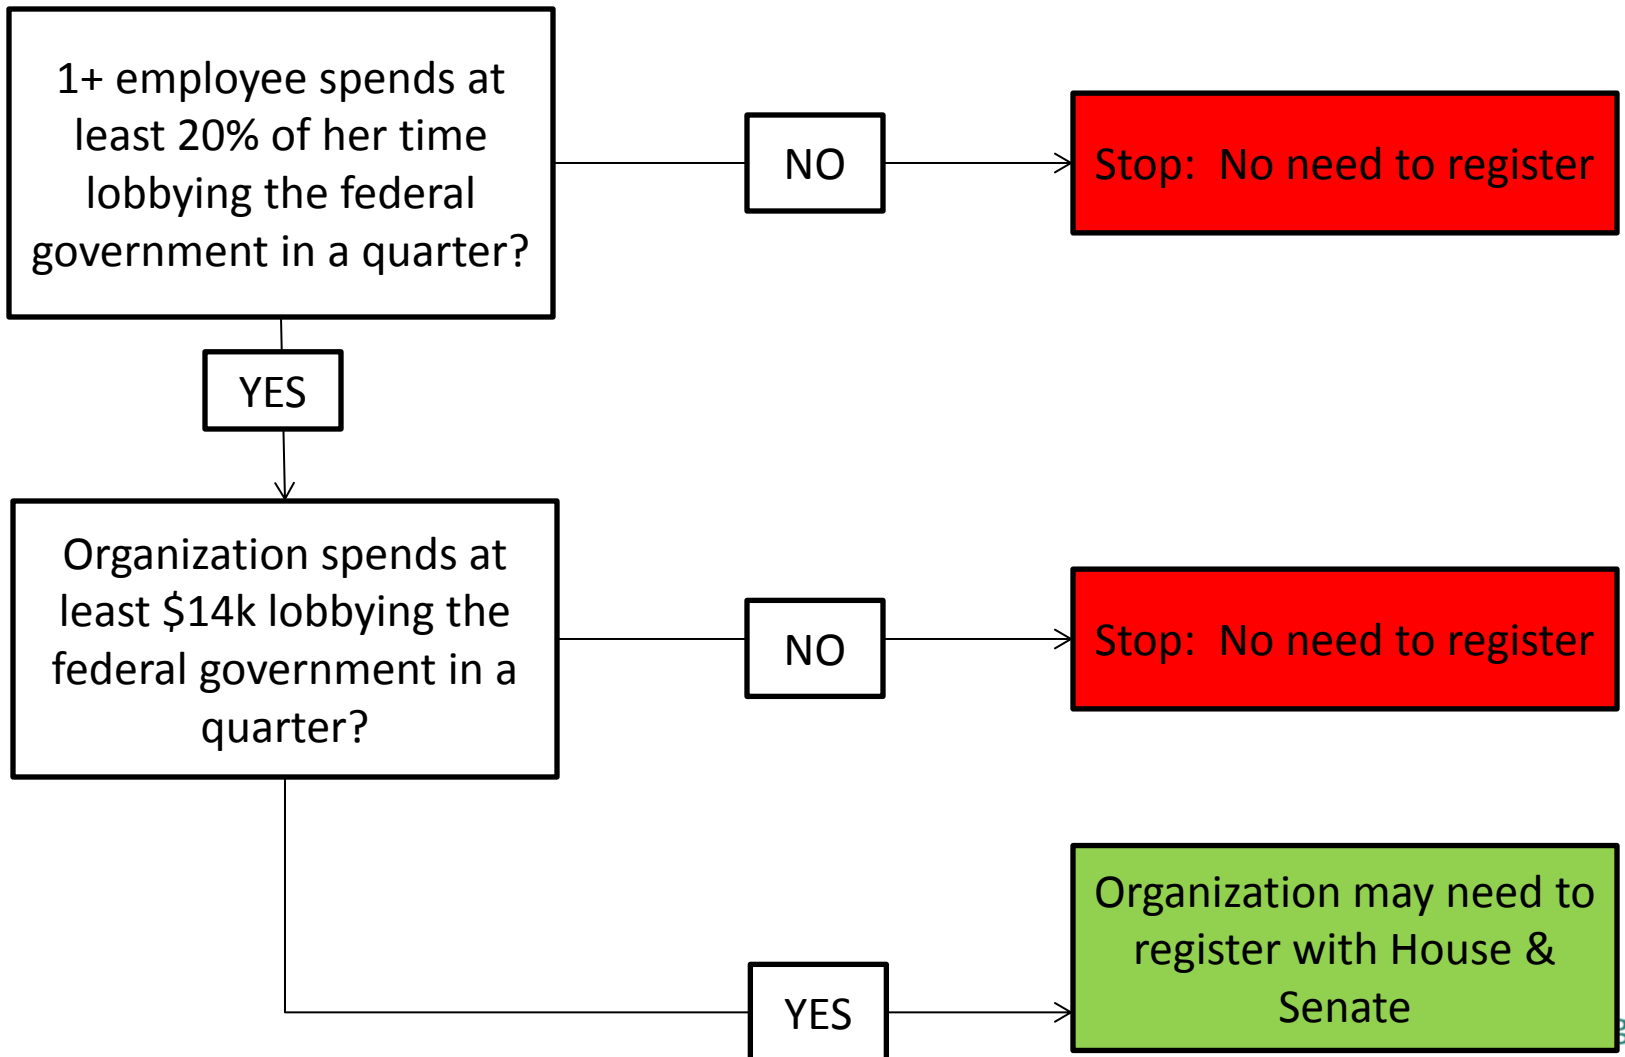 1+ employee spends at
least 20% of her time
lobbying the federal
government in a quarter?
NO
Stop:  No need to register
YES
Organization spends at
least $14k lobbying the
federal government in a
quarter?
NO
Stop:  No need to register
YES
Organization may need to
register with House &
Senate